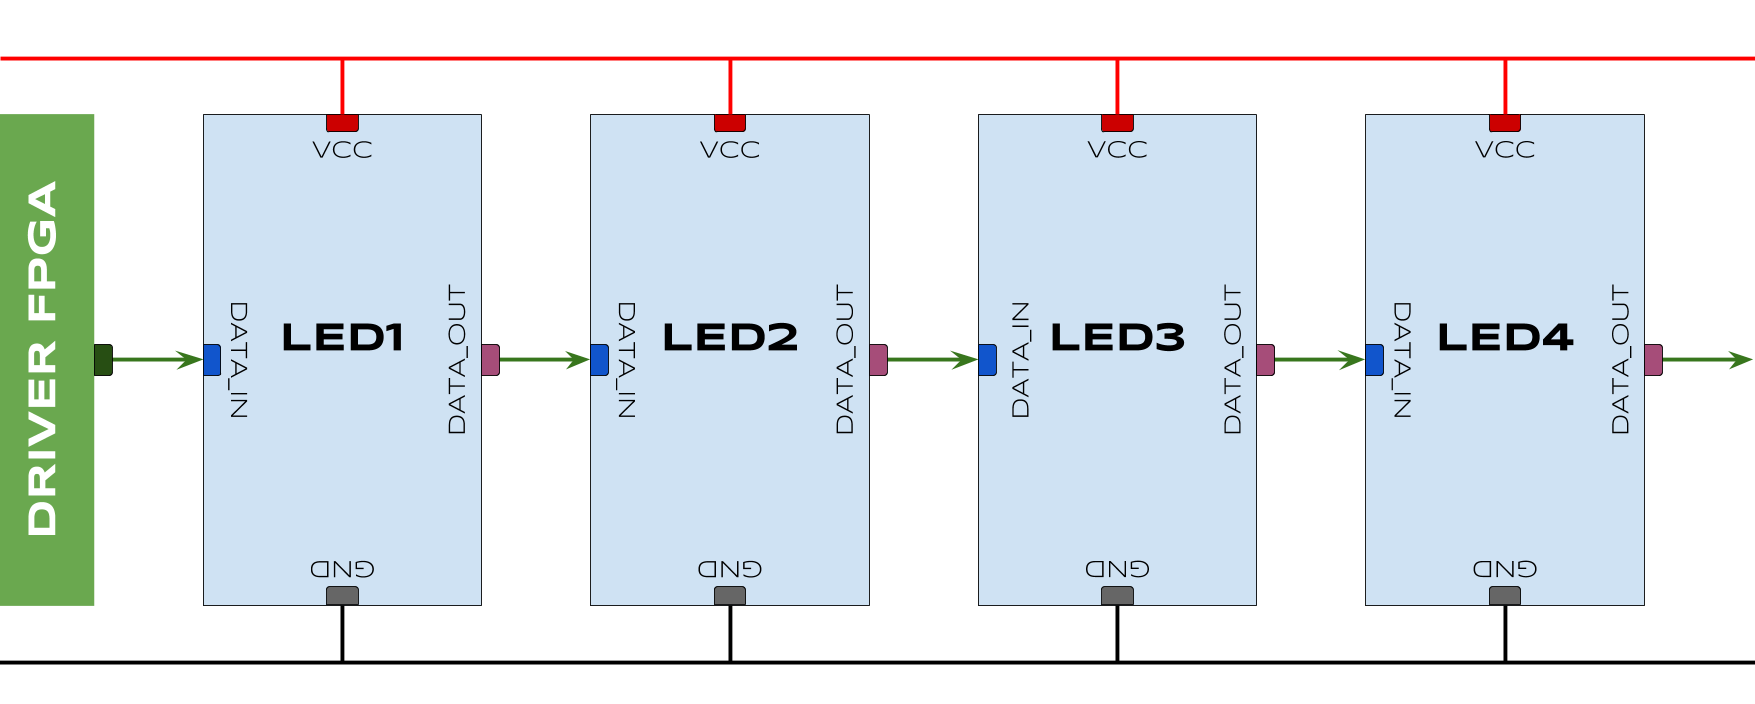 DRIVER FPGA
VCC
DATA_IN
LED1
DATA_OUT
GND
VCC
DATA_IN
LED2
DATA_OUT
GND
VCC
DATA_IN
LED3
DATA_OUT
GND
VCC
DATA_IN
LED4
DATA_OUT
GND